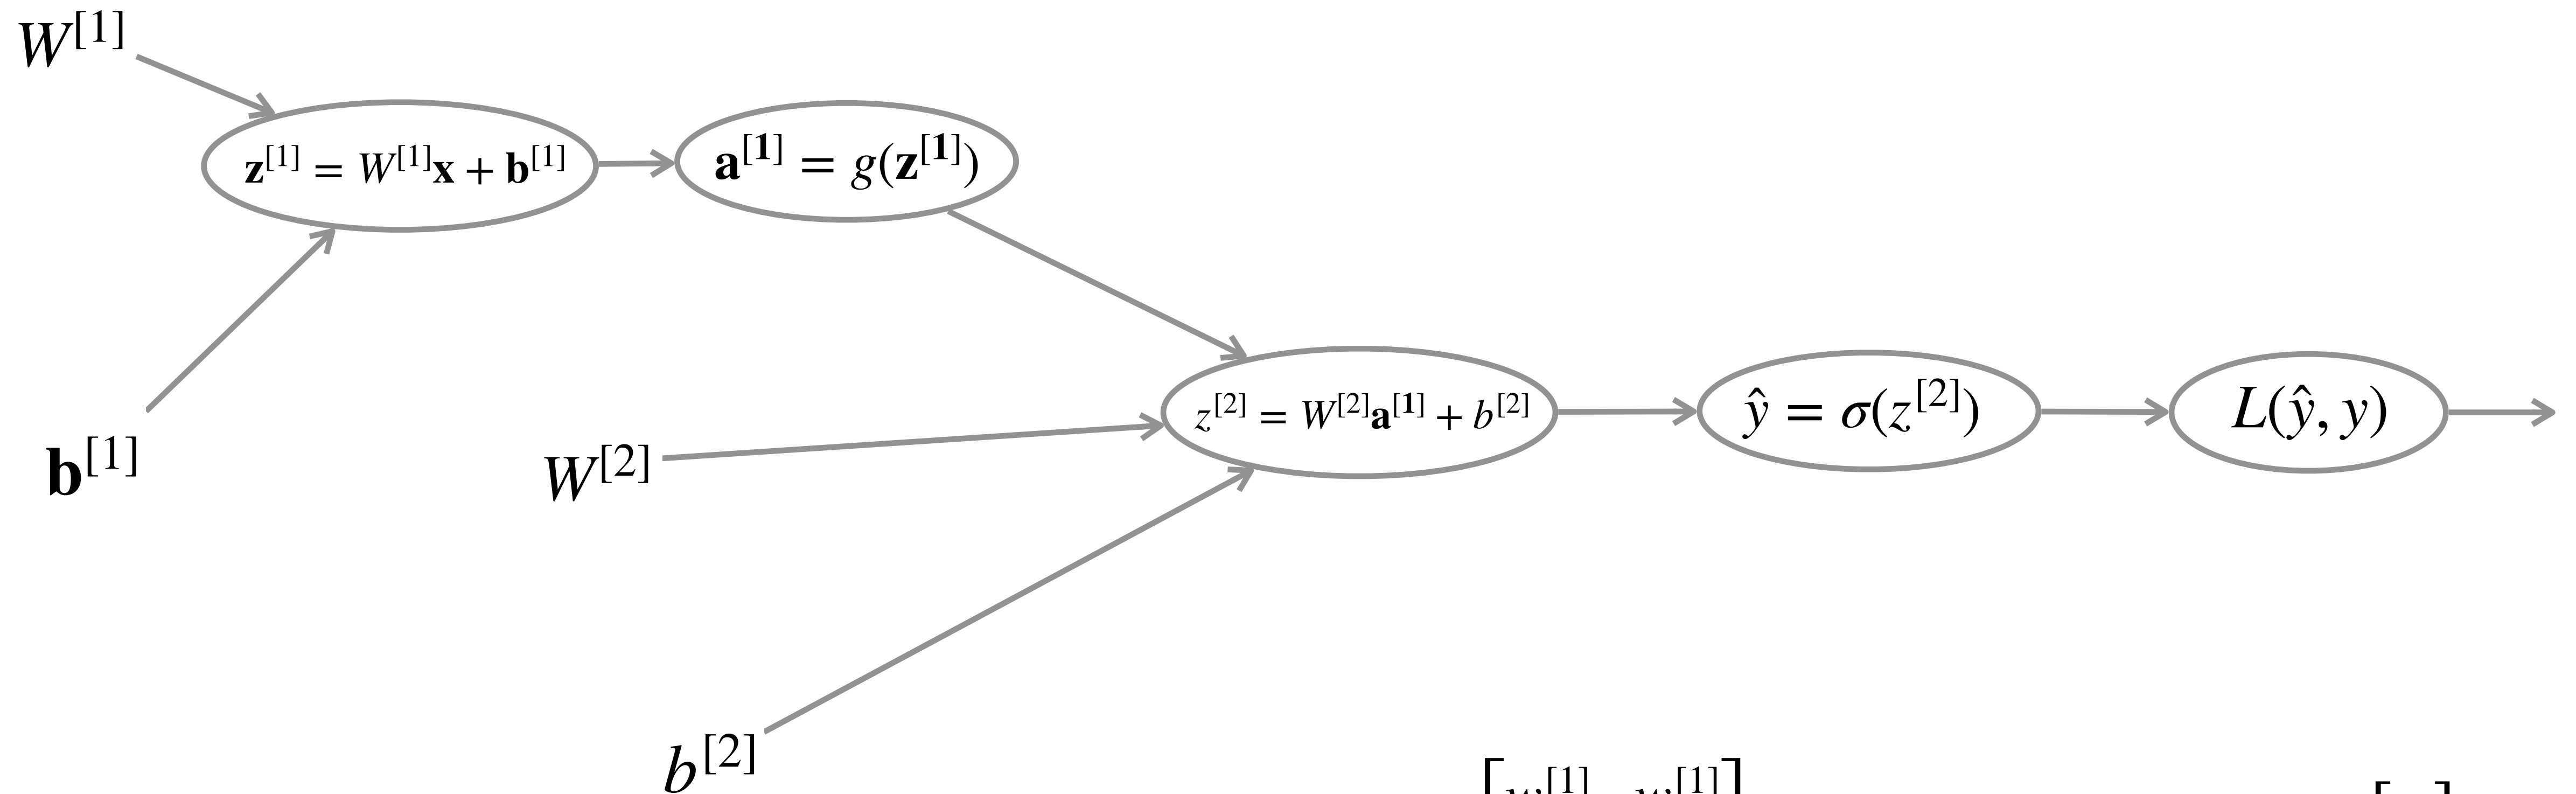 W^[1]
𝐳^[1] = W^[1]𝐱 + 𝐛^[1]
𝐚^[𝟏] = g(𝐳^[𝟏])
𝐛^[1]
W^[2]
z^[2] = W^[2]𝐚^[𝟏] + b^[2]
ŷ = σ(z^[2])
L(ŷ, y)
b^[2]